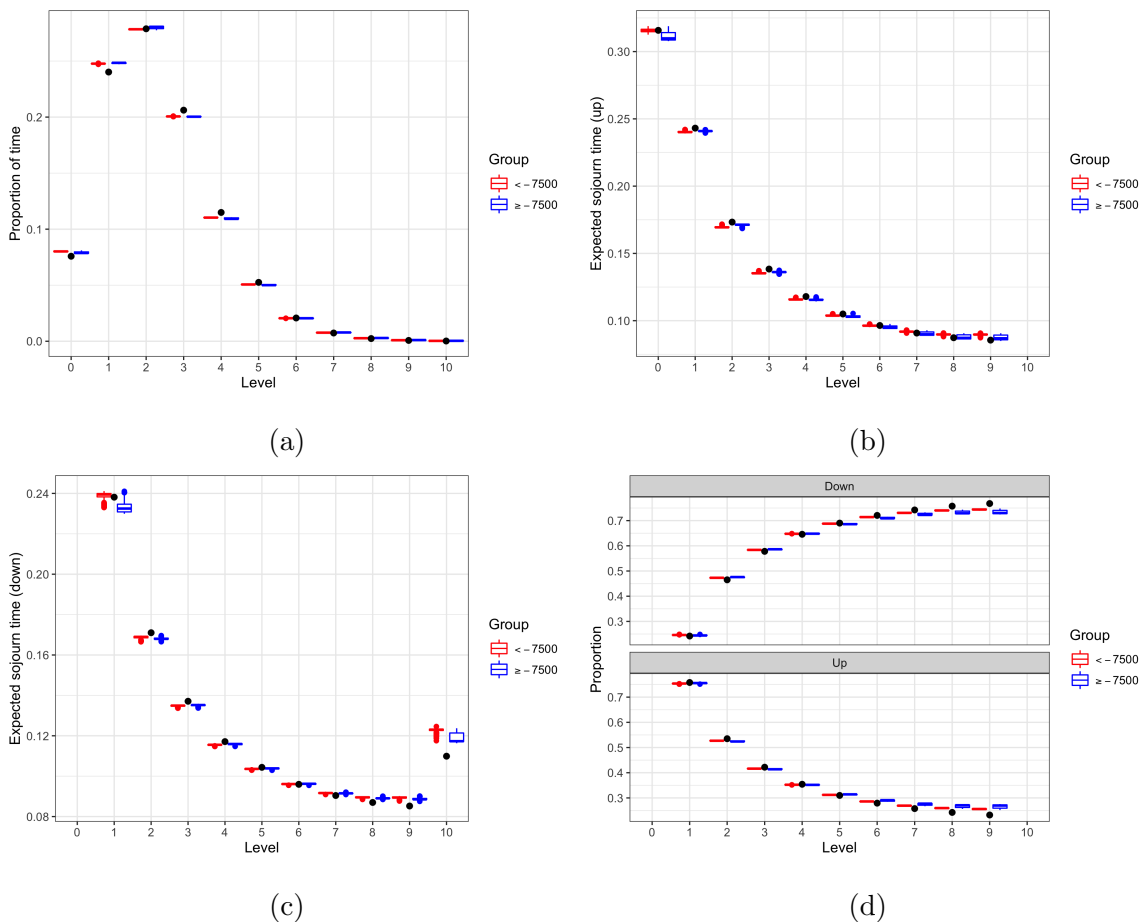 Proportion of time
0.2
0.1
0.0
0 1 2 3 4 5 6 7 8 9 10
Level
Group
< −7500
≥ −7500
(a)
Expected sojourn time (up)
0.30
0.25
0.20
0.15
0.10
0 1 2 3 4 5 6 7 8 9 10
Level
Group
< −7500
≥ −7500
(b)
Expected sojourn time (down)
0.24
0.20
0.16
0.12
0.08
0 1 2 3 4 5 6 7 8 9 10
Level
Group
< −7500
≥ −7500
(c)
Proportion
Down
0.7
0.6
0.5
0.4
0.3
Up
0.7
0.6
0.5
0.4
0.3
0 1 2 3 4 5 6 7 8 9 10
Level
Group
< −7500
≥ −7500
(d)